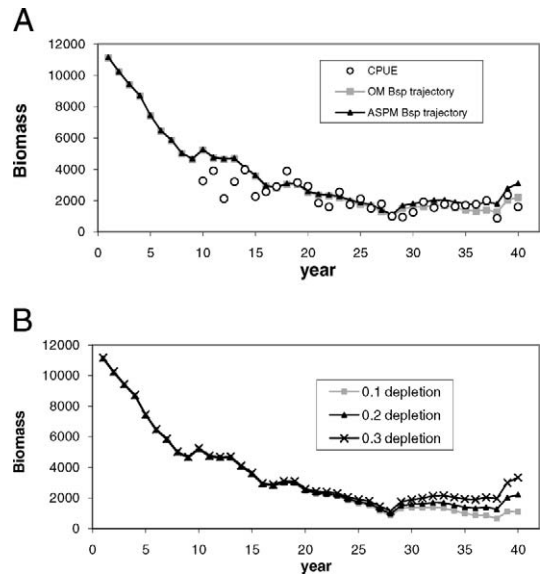 A
12000
10000
8000
6000
4000
2000
0
Biomass
CPUE
OM Bsp trajectory
ASPM Bsp trajectory
0 5 10 15 20 25 30 35 40
year
B
12000
10000
8000
6000
4000
2000
0
Biomass
0.1 depletion
0.2 depletion
0.3 depletion
0 5 10 15 20 25 30 35 40
year